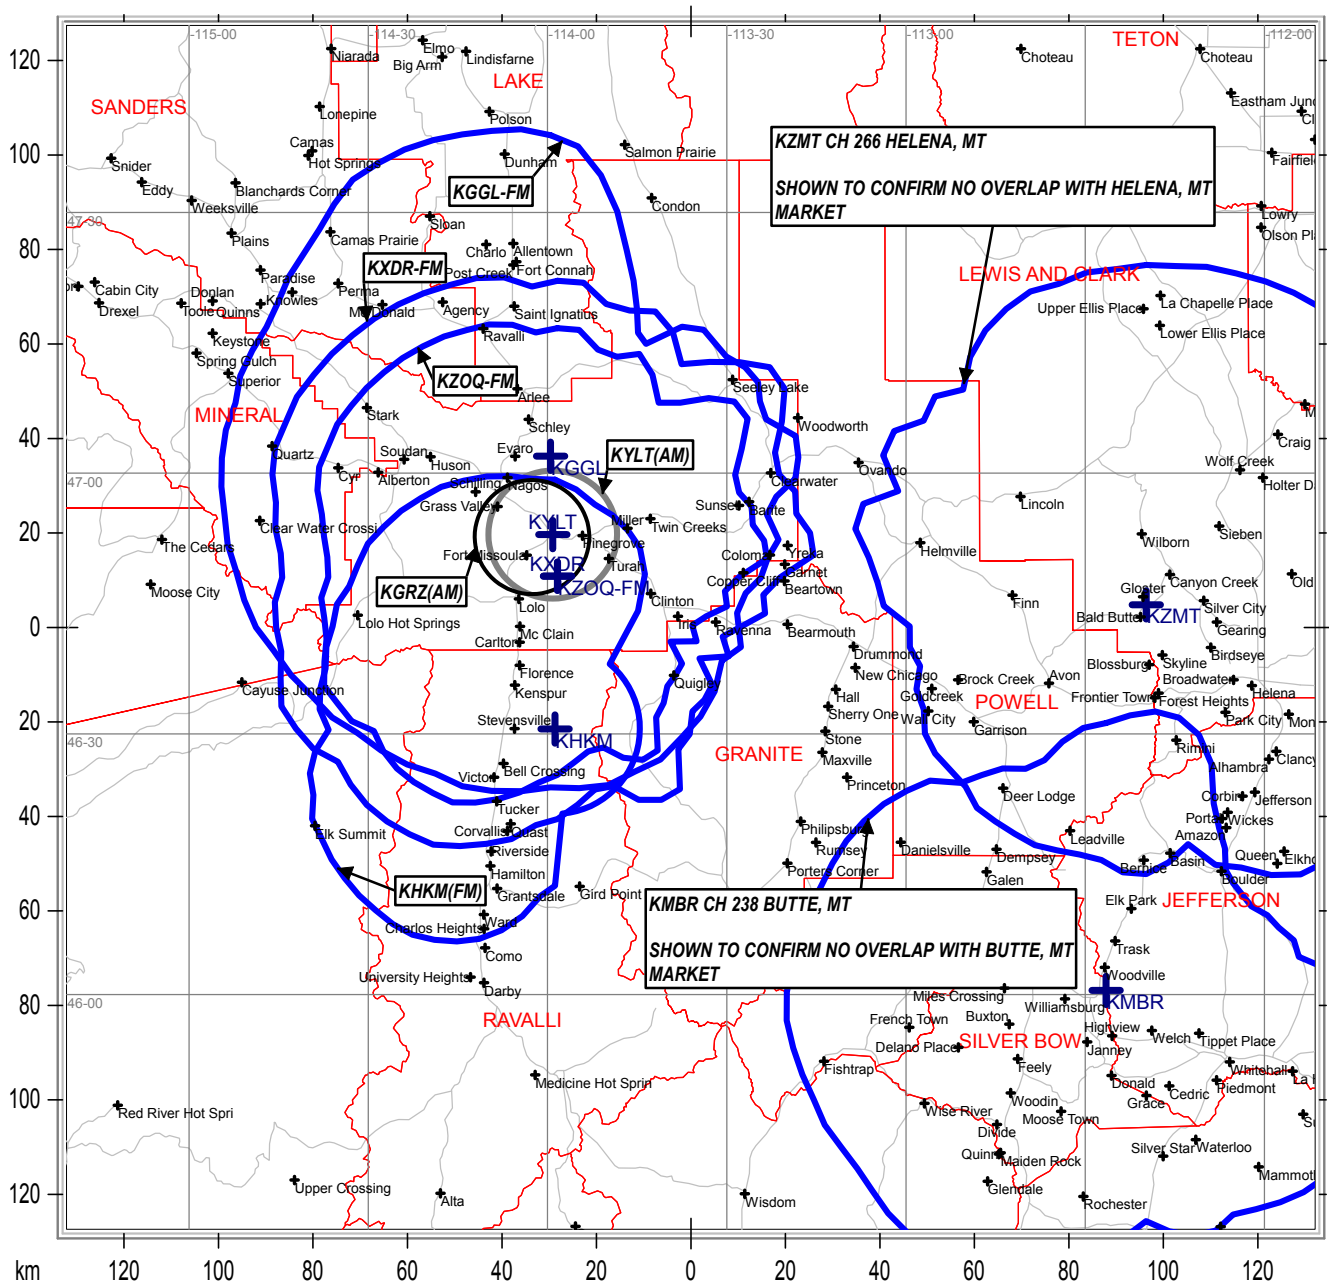 -115-00
-114-30
-114-00
-113-30
-113-00
-112-00
120
Niarada
Elmo
Big Arm
Lindisfarne
LAKE
TETON
Choteau
Choteau
SANDERS
Lonepine
Polson
Eastham Junc
Cl
100
Camas
Hot Springs
Snider
Dunham
Salmon Prairie
Fairfiel
KZMT CH 266 HELENA, MT
SHOWN TO CONFIRM NO OVERLAP WITH HELENA, MT
MARKET
Eddy
Blanchards Corner
Weeksville
KGGL-FM
Condon
Lowry
47-30
Sloan
Olson Pl
80
Plains
Camas Prairie
Charlo
Allentown
KXDR-FM
Post Creek
Fort Connah
LEWIS AND CLARK
Paradise
Cabin City
Donlan
Knowles
Perma
La Chapelle Place
Drexel
Toole
Quinns
McDonald
Agency
Saint Ignatius
Upper Ellis Place
Keystone
Ravalli
Lower Ellis Place
60
Spring Gulch
Superior
KZOQ-FM
Seeley Lake
Arlee
MINERAL
Stark
Schley
Woodworth
M
40
Craig
Quartz
Soudan
Huson
Evaro
KYLT(AM)
KGGL
Ovando
Wolf Creek
47-00
Cyr
Alberton
Schilling
Nagos
Clearwater
Holter D
Grass Valley
Sunset
Barite
Lincoln
Clear Water Crossi
KYLT
Miller
Twin Creeks
Sieben
20
The Cedars
Pinegrove
Helmville
Wilborn
Fort Missoula
Turah
Coloma
Yreka
KXDR
Garnet
Copper Cliff
Beartown
Canyon Creek
Old
Moose City
KGRZ(AM)
KZOQ-FM
Clinton
Finn
Gloster
Silver City
Lolo
Bald Butte
KZMT
Lolo Hot Springs
Iris
Ravenna
Bearmouth
Gearing
0
Mc Clain
Carlton
Drummond
Birdseye
Blossburg
Skyline
Florence
New Chicago
Cayuse Junction
Kenspur
Quigley
Hall
Brock Creek
Goldcreek
Avon
Broadwater
Helena
POWELL
Frontier Town
Forest Heights
20
Stevensville
Sherry One
Wall City
Park City
Mon
46-30
KHKM
Stone
Garrison
Rimini
GRANITE
Maxville
Clancy
Victor
Bell Crossing
Princeton
Alhambra
Tucker
Deer Lodge
Corbin
Jefferson
40
Elk Summit
Corvallis
Quast
Philipsburg
Leadville
Portal
Wickes
Amazon
Riverside
Rumsey
Danielsville
Dempsey
Queen
Hamilton
Porters Corner
Galen
Bernice
Basin
Elkho
KHKM(FM)
Grantsdale
Gird Point
Boulder
60
Ward
KMBR CH 238 BUTTE, MT
SHOWN TO CONFIRM NO OVERLAP WITH BUTTE, MT
MARKET
Elk Park
JEFFERSON
Charlos Heights
Como
Trask
University Heights
Darby
Woodville
80
46-00
Miles Crossing
Williamsburg
KMBR
RAVALLI
French Town
Buxton
Highview
Welch
Tippet Place
Delano Place
SILVER BOW
Janney
Fishtrap
Feely
Whitehall
La H
Medicine Hot Sprin
Donald
Piedmont
100
Red River Hot Spri
Wise River
Woodin
Grace
Cedric
Moose Town
Divide
Silver Star
Waterloo
Quinn
Maiden Rock
Mammoth
120
Upper Crossing
Alta
Wisdom
Glendale
Rochester
km
120
100
80
60
40
20
0
20
40
60
80
100
120